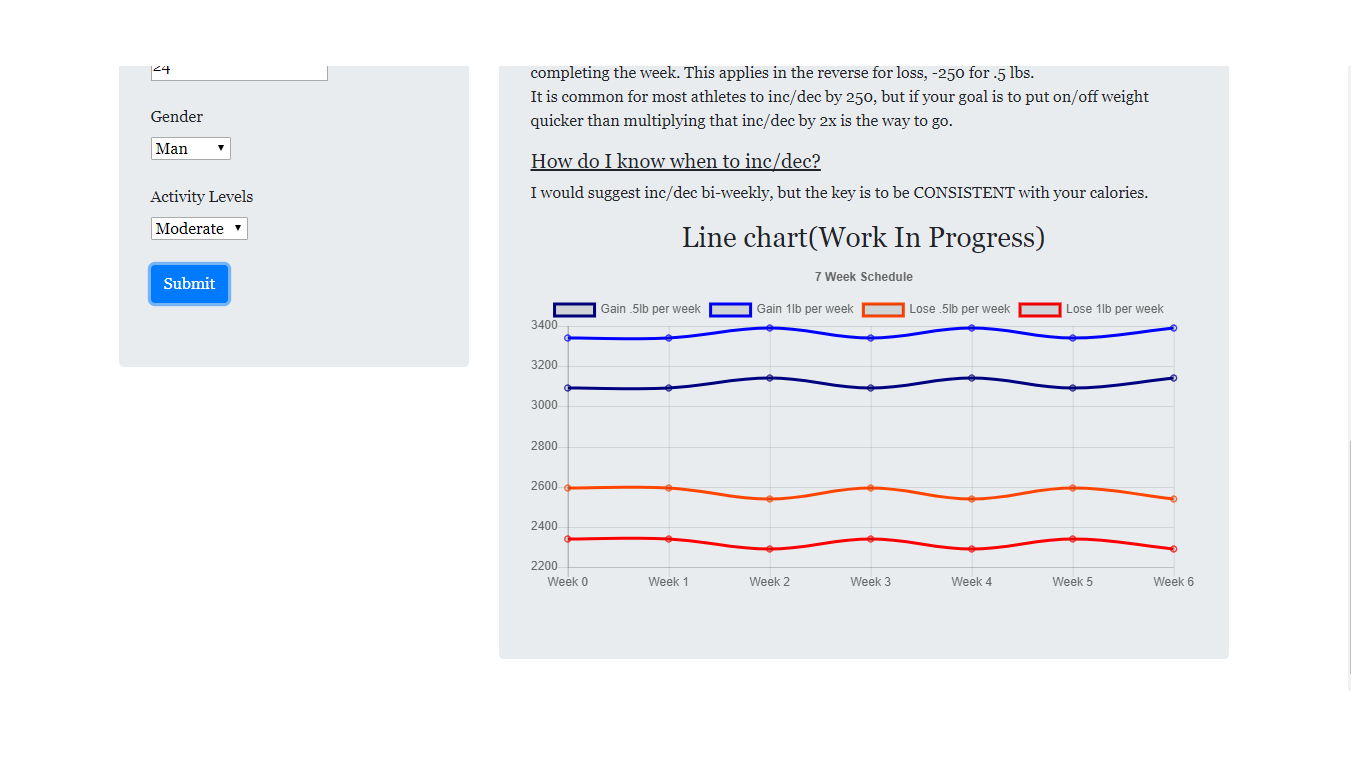 24
Gender
Man
Activity Levels
Moderate
Submit
completing the week. This applies in the reverse for loss, -250 for .5 lbs.
It is common for most athletes to inc/dec by 250, but if your goal is to put on/off weight
quicker than multiplying that inc/dec by 2x is the way to go.
How do I know when to inc/dec?
I would suggest inc/dec bi-weekly, but the key is to be CONSISTENT with your calories.
Line chart(Work In Progress)
7 Week Schedule
Gain .5lb per week Gain 1lb per week Lose .5lb per week Lose 1lb per week
3400
3200
3000
2800
2600
2400
2200
Week 0 Week 1 Week 2 Week 3 Week 4 Week 5 Week 6